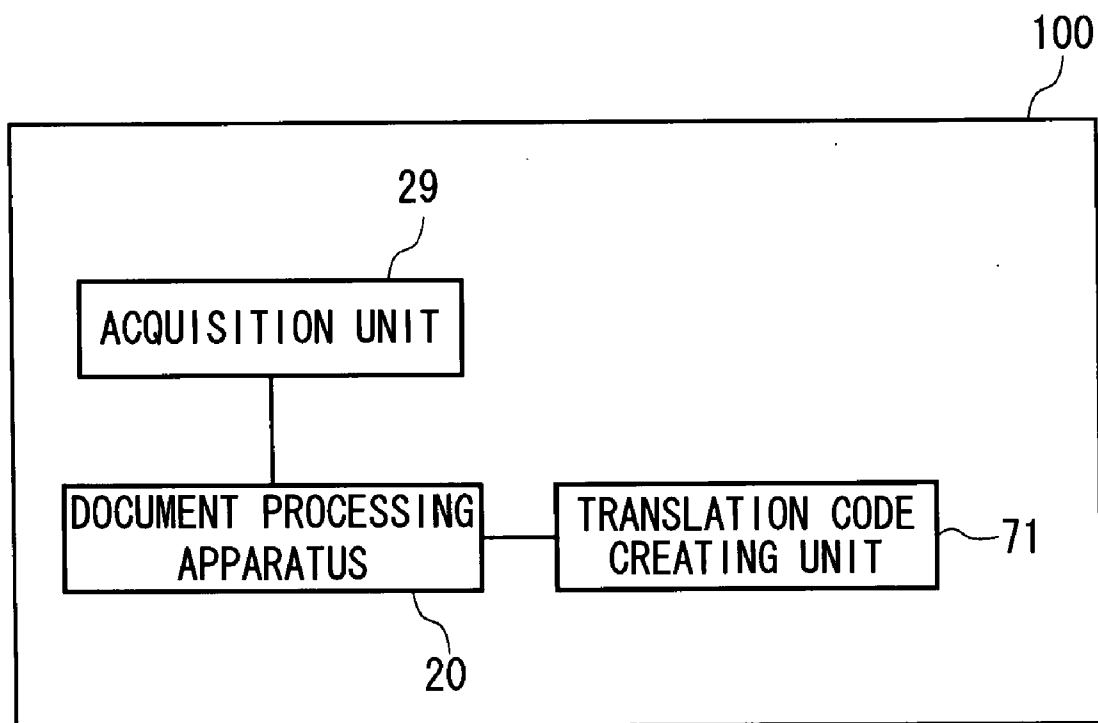 100
29
ACQUISITION UNIT
DOCUMENT PROCESSING
APPARATUS
TRANSLATION CODE
CREATING UNIT
71
20